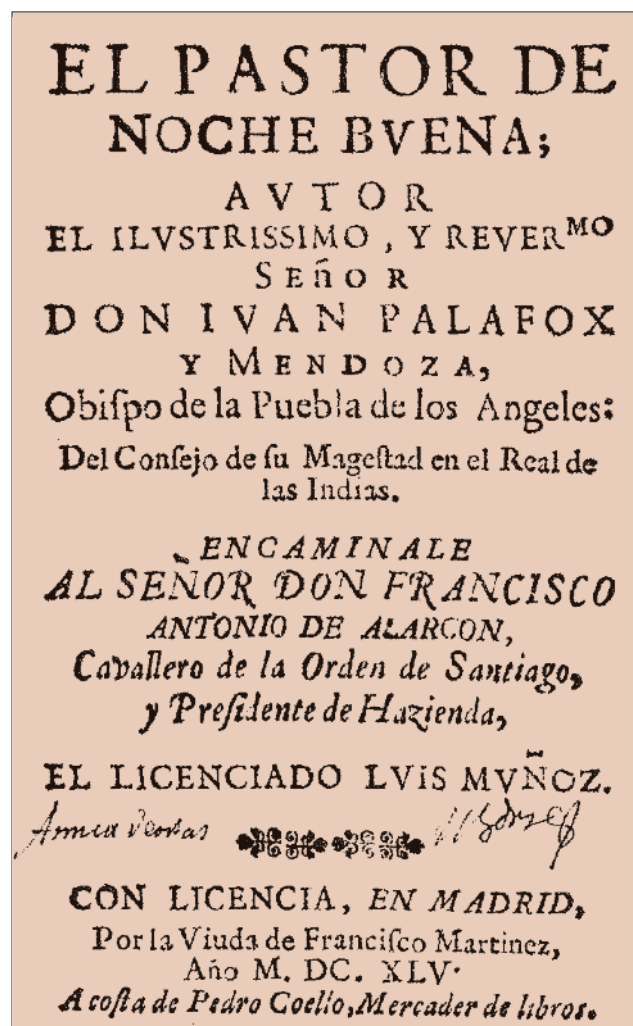 EL PASTOR DE
NOCHE BVENA;
AVTOR
EL ILVSTRISSIMO, Y REVER.ᴹᴼ
SEñOR
DON IVAN PALAFOX
Y MENDOZA,
Obiſpo de la Puebla de los Angeles:
Del Conſejo de ſu Mageſtad en el Real de
las Indias.
ENCAMINALE
AL SEÑOR DON FRANCISCO
ANTONIO DE ALARCON,
Cavallero de la Orden de Santiago,
y Preſidente de Hazienda,
EL LICENCIADO LVIS MVÑOZ.
CON LICENCIA, EN MADRID,
Por la Viuda de Franciſco Martinez,
Año M. DC. XLV.
A coſta de Pedro Coello, Mercader de libros.